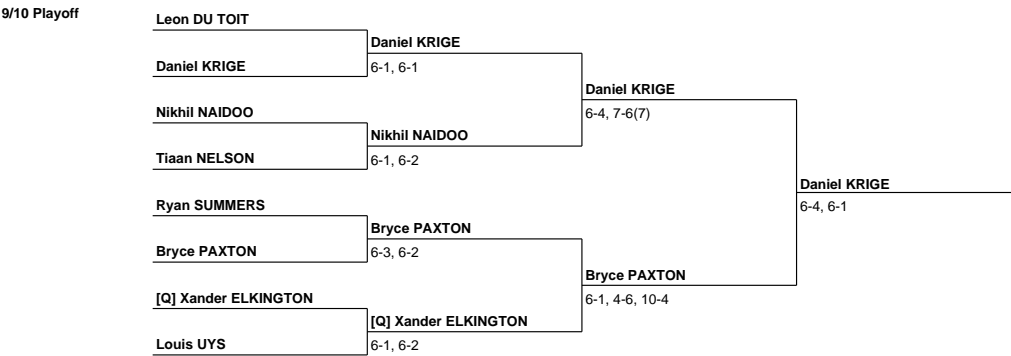 9/10 Playoff
Leon DU TOIT
Daniel KRIGE
6-1, 6-1
Daniel KRIGE
Daniel KRIGE
6-4, 7-6(7)
Nikhil NAIDOO
Nikhil NAIDOO
6-1, 6-2
Tiaan NELSON
Daniel KRIGE
6-4, 6-1
Ryan SUMMERS
Bryce PAXTON
6-3, 6-2
Bryce PAXTON
Bryce PAXTON
6-1, 4-6, 10-4
[Q] Xander ELKINGTON
[Q] Xander ELKINGTON
6-1, 6-2
Louis UYS